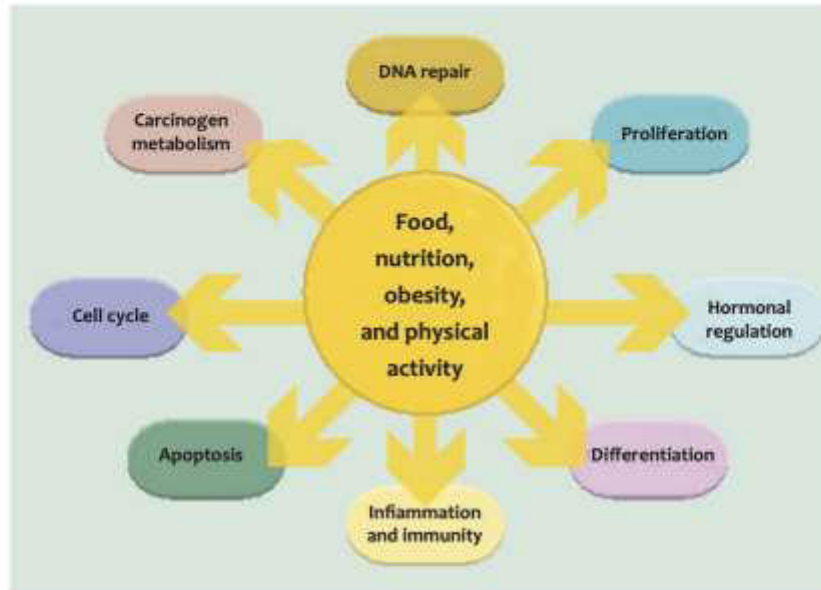 DNA repair
Carcinogen
metabolism
Proliferation
Food,
nutrition,
obesity,
and physical
activity
Cell cycle
Hormonal
regulation
Apoptosis
Differentiation
Infiammation
and immunity